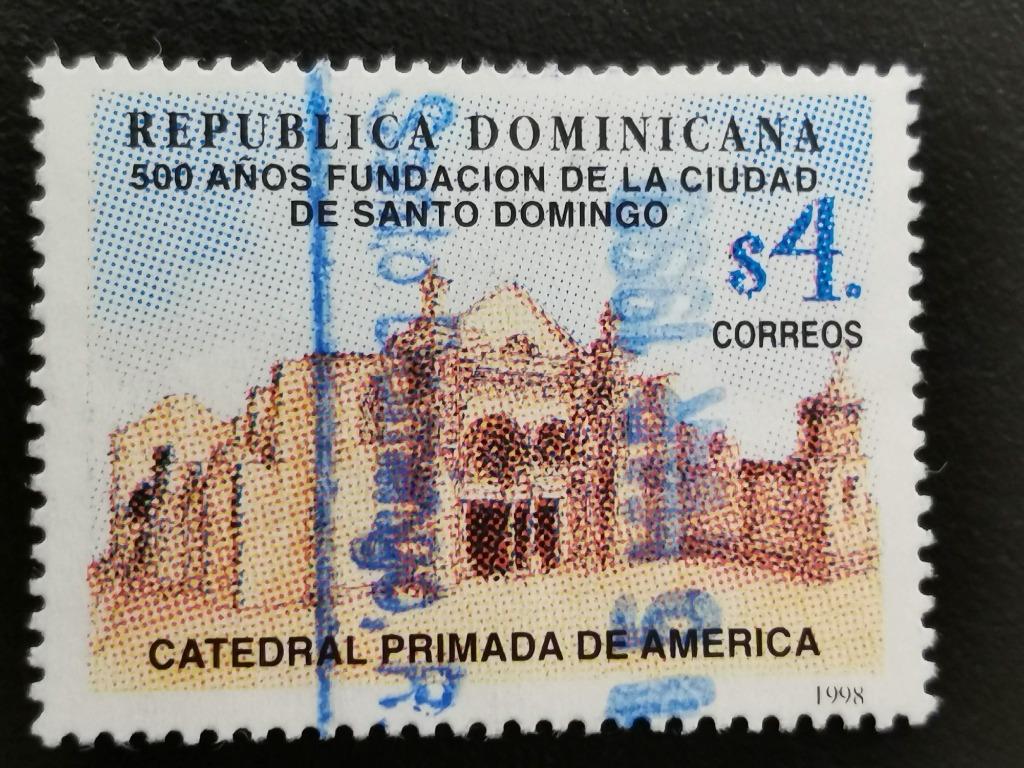 REPUBLICA DOMINICANA
500 AÑOS FUNDACION DE LA CIUDAD
DE SANTO DOMINGO
$4.
CORREOS
CATEDRAL PRIMADA DE AMERICA
1998